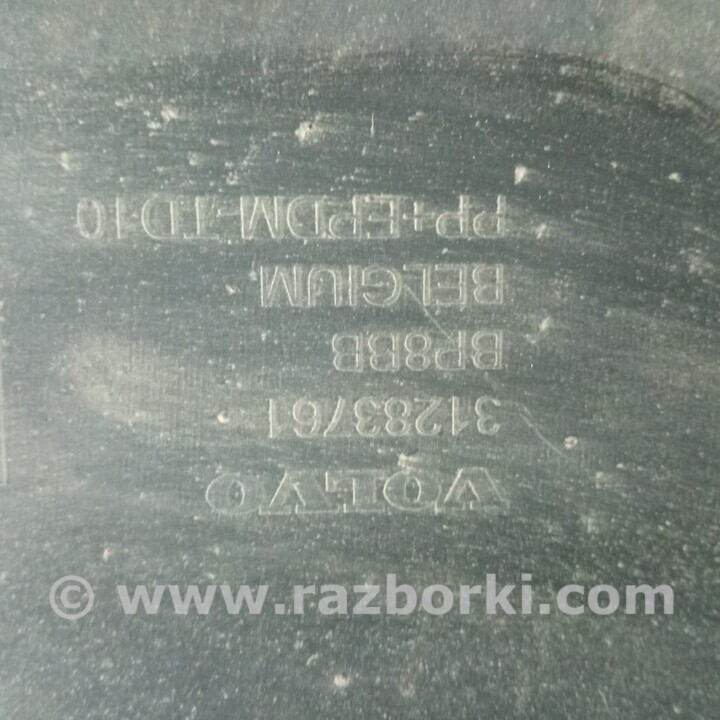 VOLVO
31283761
BP8BB
BELGIUM
PP+EPDM-TD10
© www.razborki.com